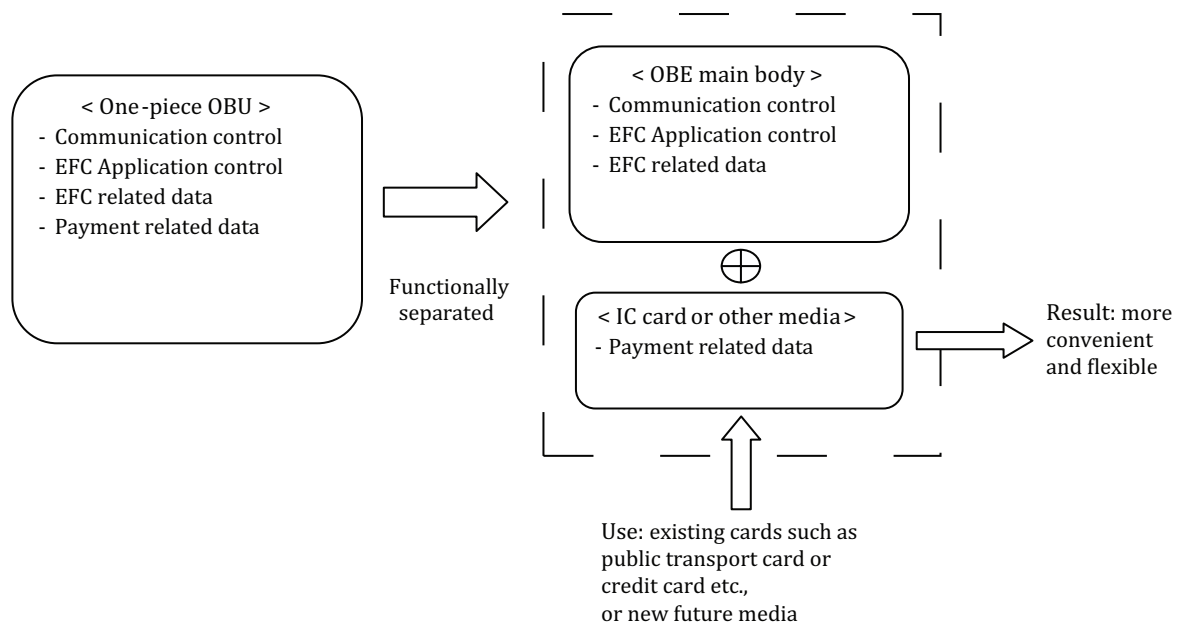 < One-piece OBU >
- Communication control
- EFC Application control
- EFC related data
- Payment related data
Functionally
separated
< OBE main body >
- Communication control
- EFC Application control
- EFC related data
< IC card or other media >
- Payment related data
Result: more
convenient
and flexible
Use: existing cards such as
public transport card or
credit card etc.,
or new future media